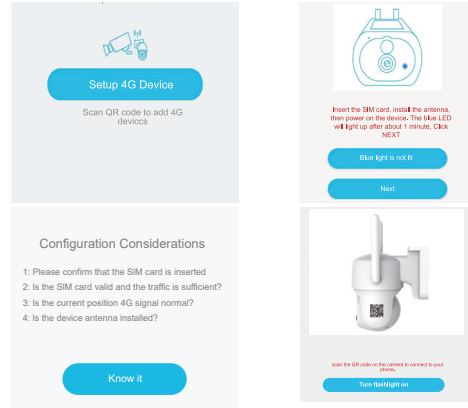 Setup 4G Device
Scan QR code to add 4G
deviccs
Insert the SIM card, install the antenna,
then power on the device. The blue LED
will light up after about 1 minute, Click
NEXT
Blue light is not lit
Next
Configuration Considerations
1: Please confirm that the SIM card is inserted
2: Is the SIM card valid and the traffic is sufficient?
3: Is the current position 4G signal normal?
4: Is the device antenna installed?
Know it
scan the QR code on the camera to connect to your
phone.
Turn flashlight on